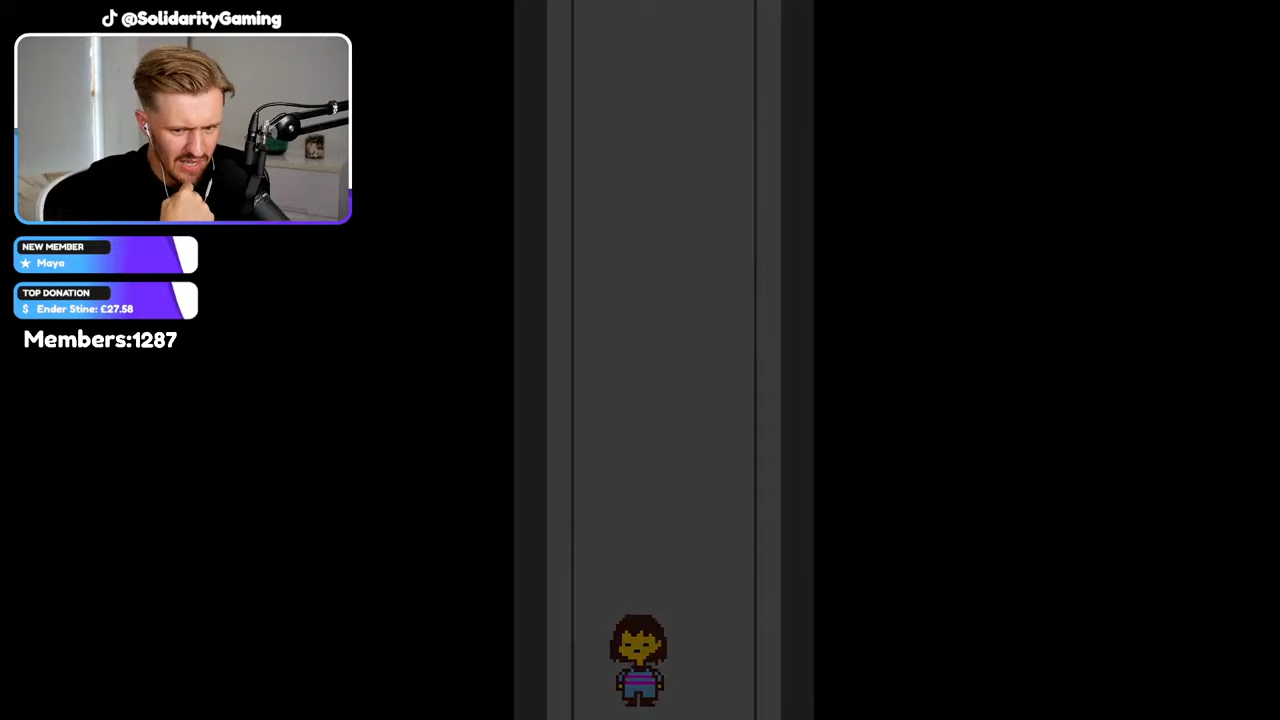 @SolidarityGaming
NEW MEMBER
Maya
TOP DONATION
$ Ender Stine: £27.58
Members:1287